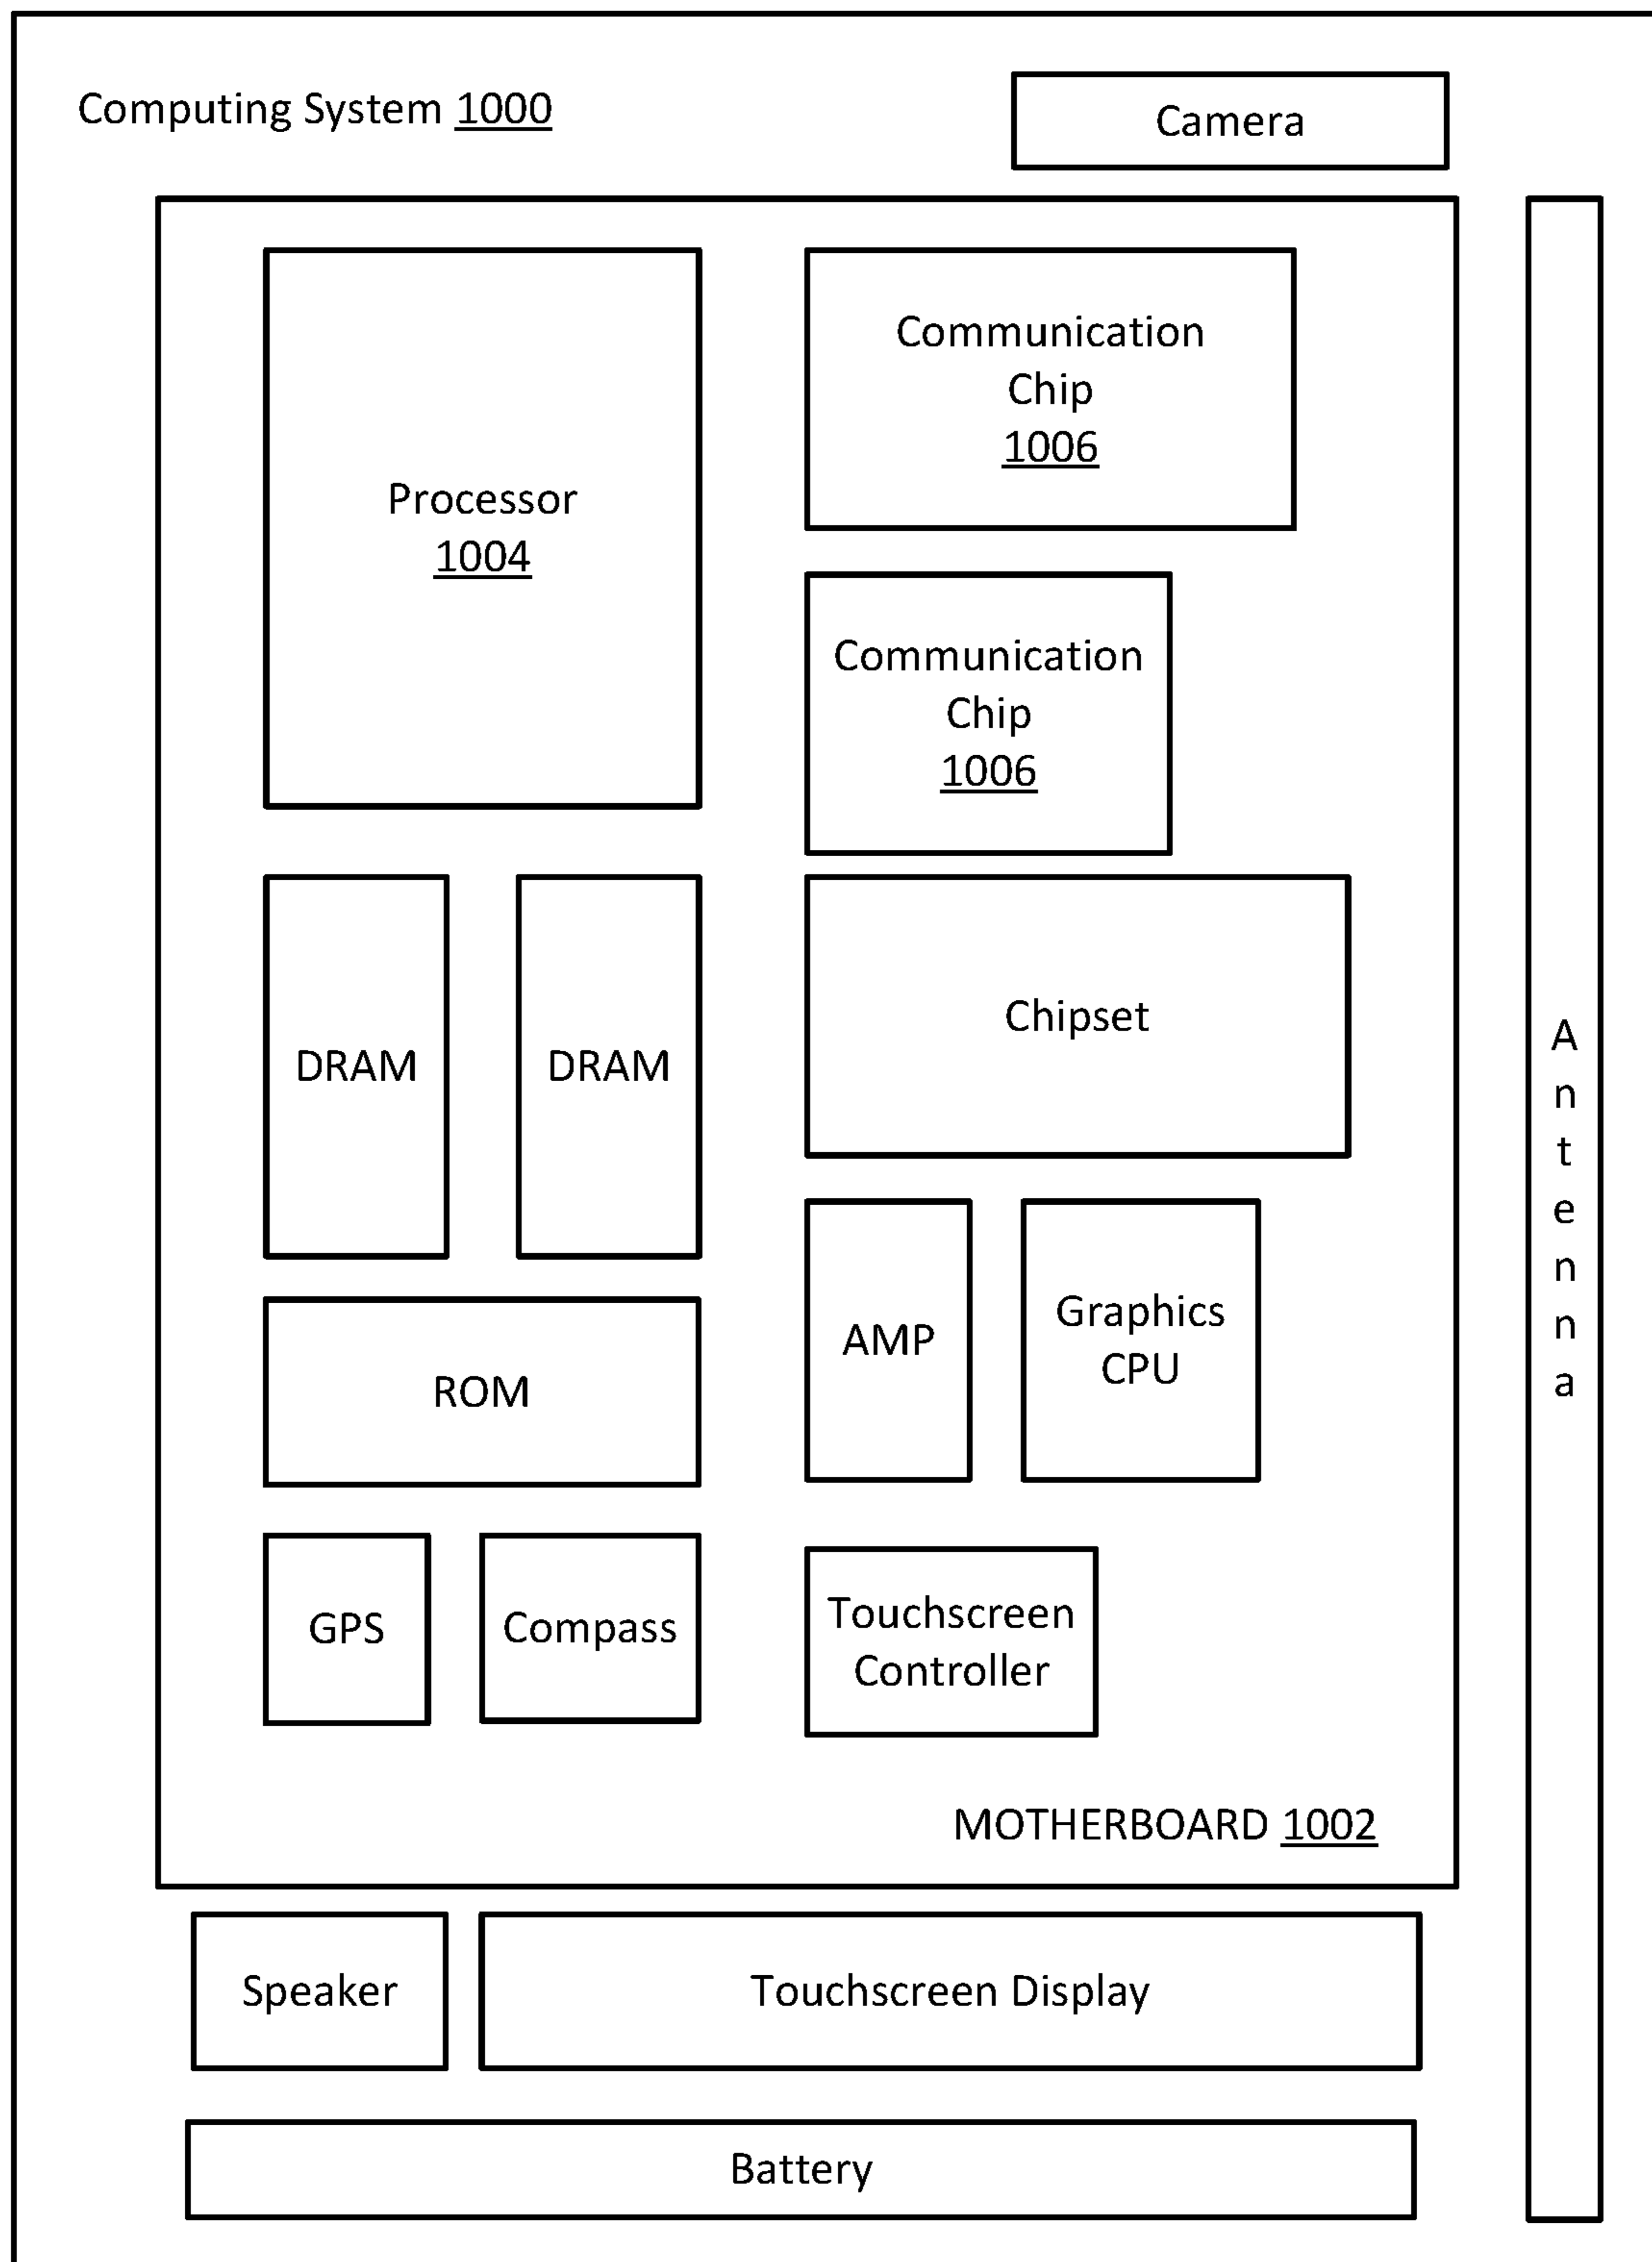 Computing System 1000
Camera
Processor
1004
Communication
Chip
1006
Communication
Chip
1006
DRAM
DRAM
Chipset
ROM
AMP
Graphics
CPU
GPS
Compass
Touchscreen
Controller
MOTHERBOARD 1002
Antenna
Speaker
Touchscreen Display
Battery